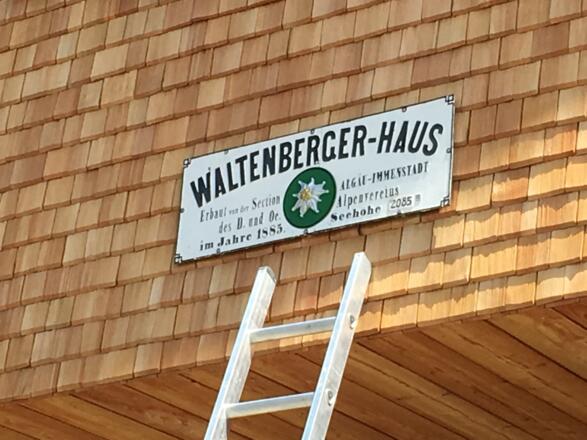 WALTENBERGER-HAUS
Erbaut von der Section ALGÄU-IMMENSTADT
des D. und Oe. Alpenvereins
im Jahre 1885. Seehöhe 2085